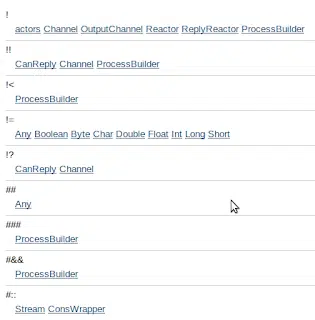 !
actors Channel OutputChannel Reactor ReplyReactor ProcessBuilder
!!
CanReply Channel ProcessBuilder
!<
ProcessBuilder
!=
Any Boolean Byte Char Double Float Int Long Short
!?
CanReply Channel
##
Any
###
ProcessBuilder
#&&
ProcessBuilder
#::
Stream ConsWrapper